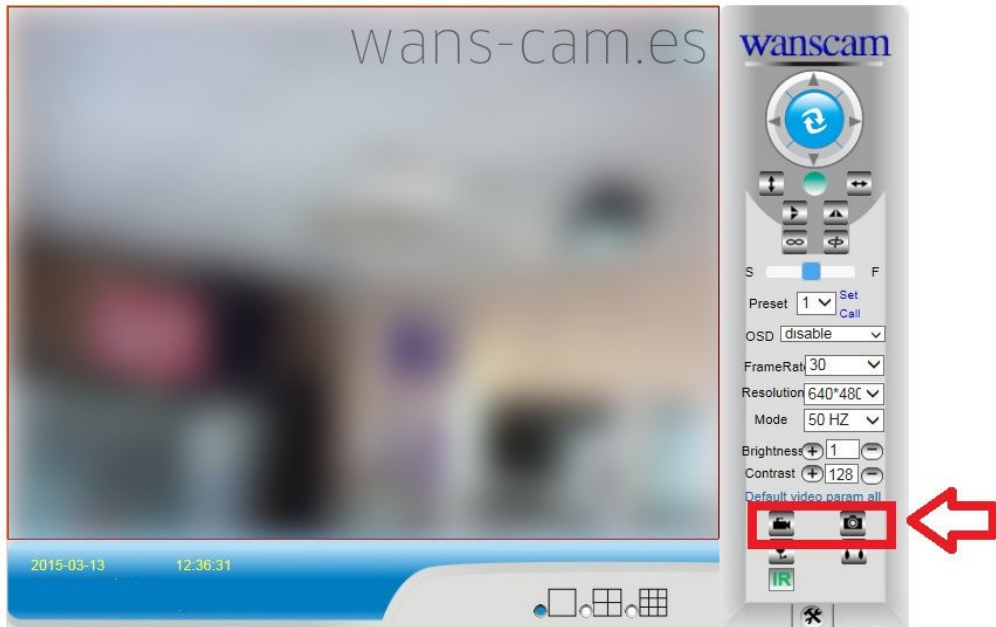 wans-cam.es
wanscam
S F
Preset 1 Set
Call
OSD disable
FrameRat 30
Resolution 640*480
Mode 50 HZ
Brightness 1
Contrast 128
Default video param all
IR
2015-03-13 12:36:31